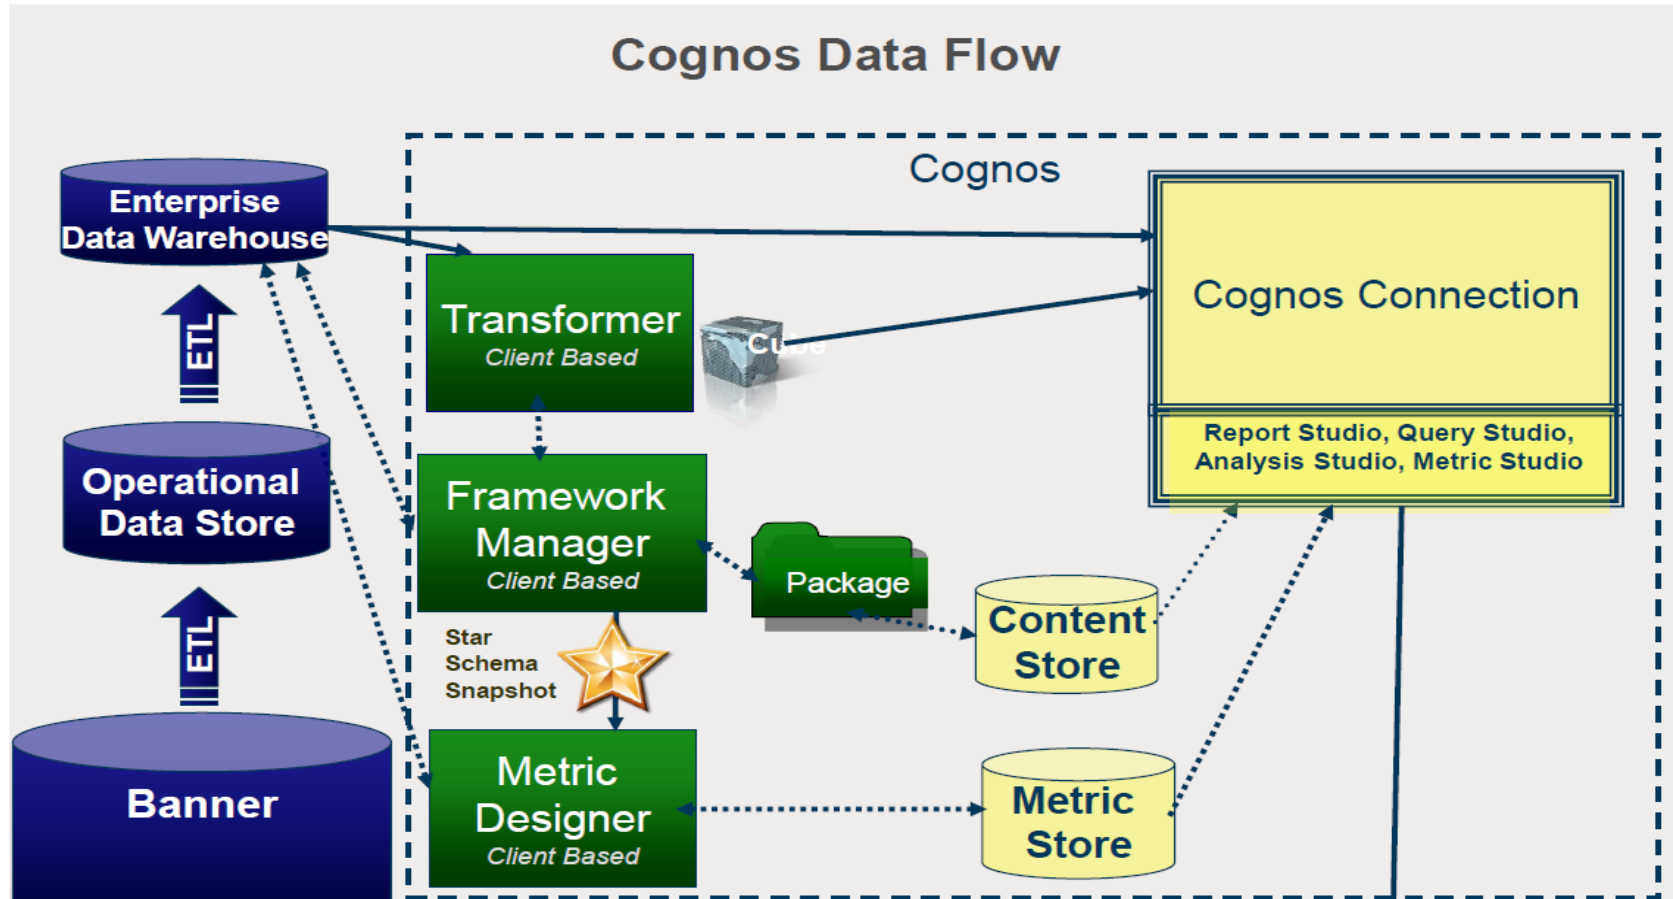 Cognos Data Flow
Cognos
Enterprise
Data Warehouse
ETL
Operational
Data Store
ETL
Banner
Transformer
Client Based
Cube
Framework
Manager
Client Based
Package
Star
Schema
Snapshot
Metric
Designer
Client Based
Cognos Connection
Report Studio, Query Studio,
Analysis Studio, Metric Studio
Content
Store
Metric
Store